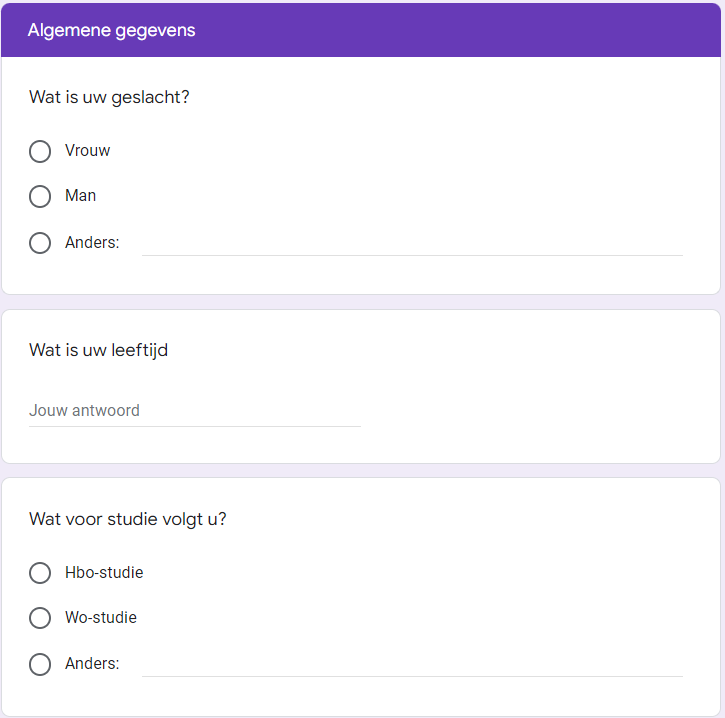 Algemene gegevens
Wat is uw geslacht?
Vrouw
Man
Anders:
Wat is uw leeftijd
Jouw antwoord
Wat voor studie volgt u?
Hbo-studie
Wo-studie
Anders: